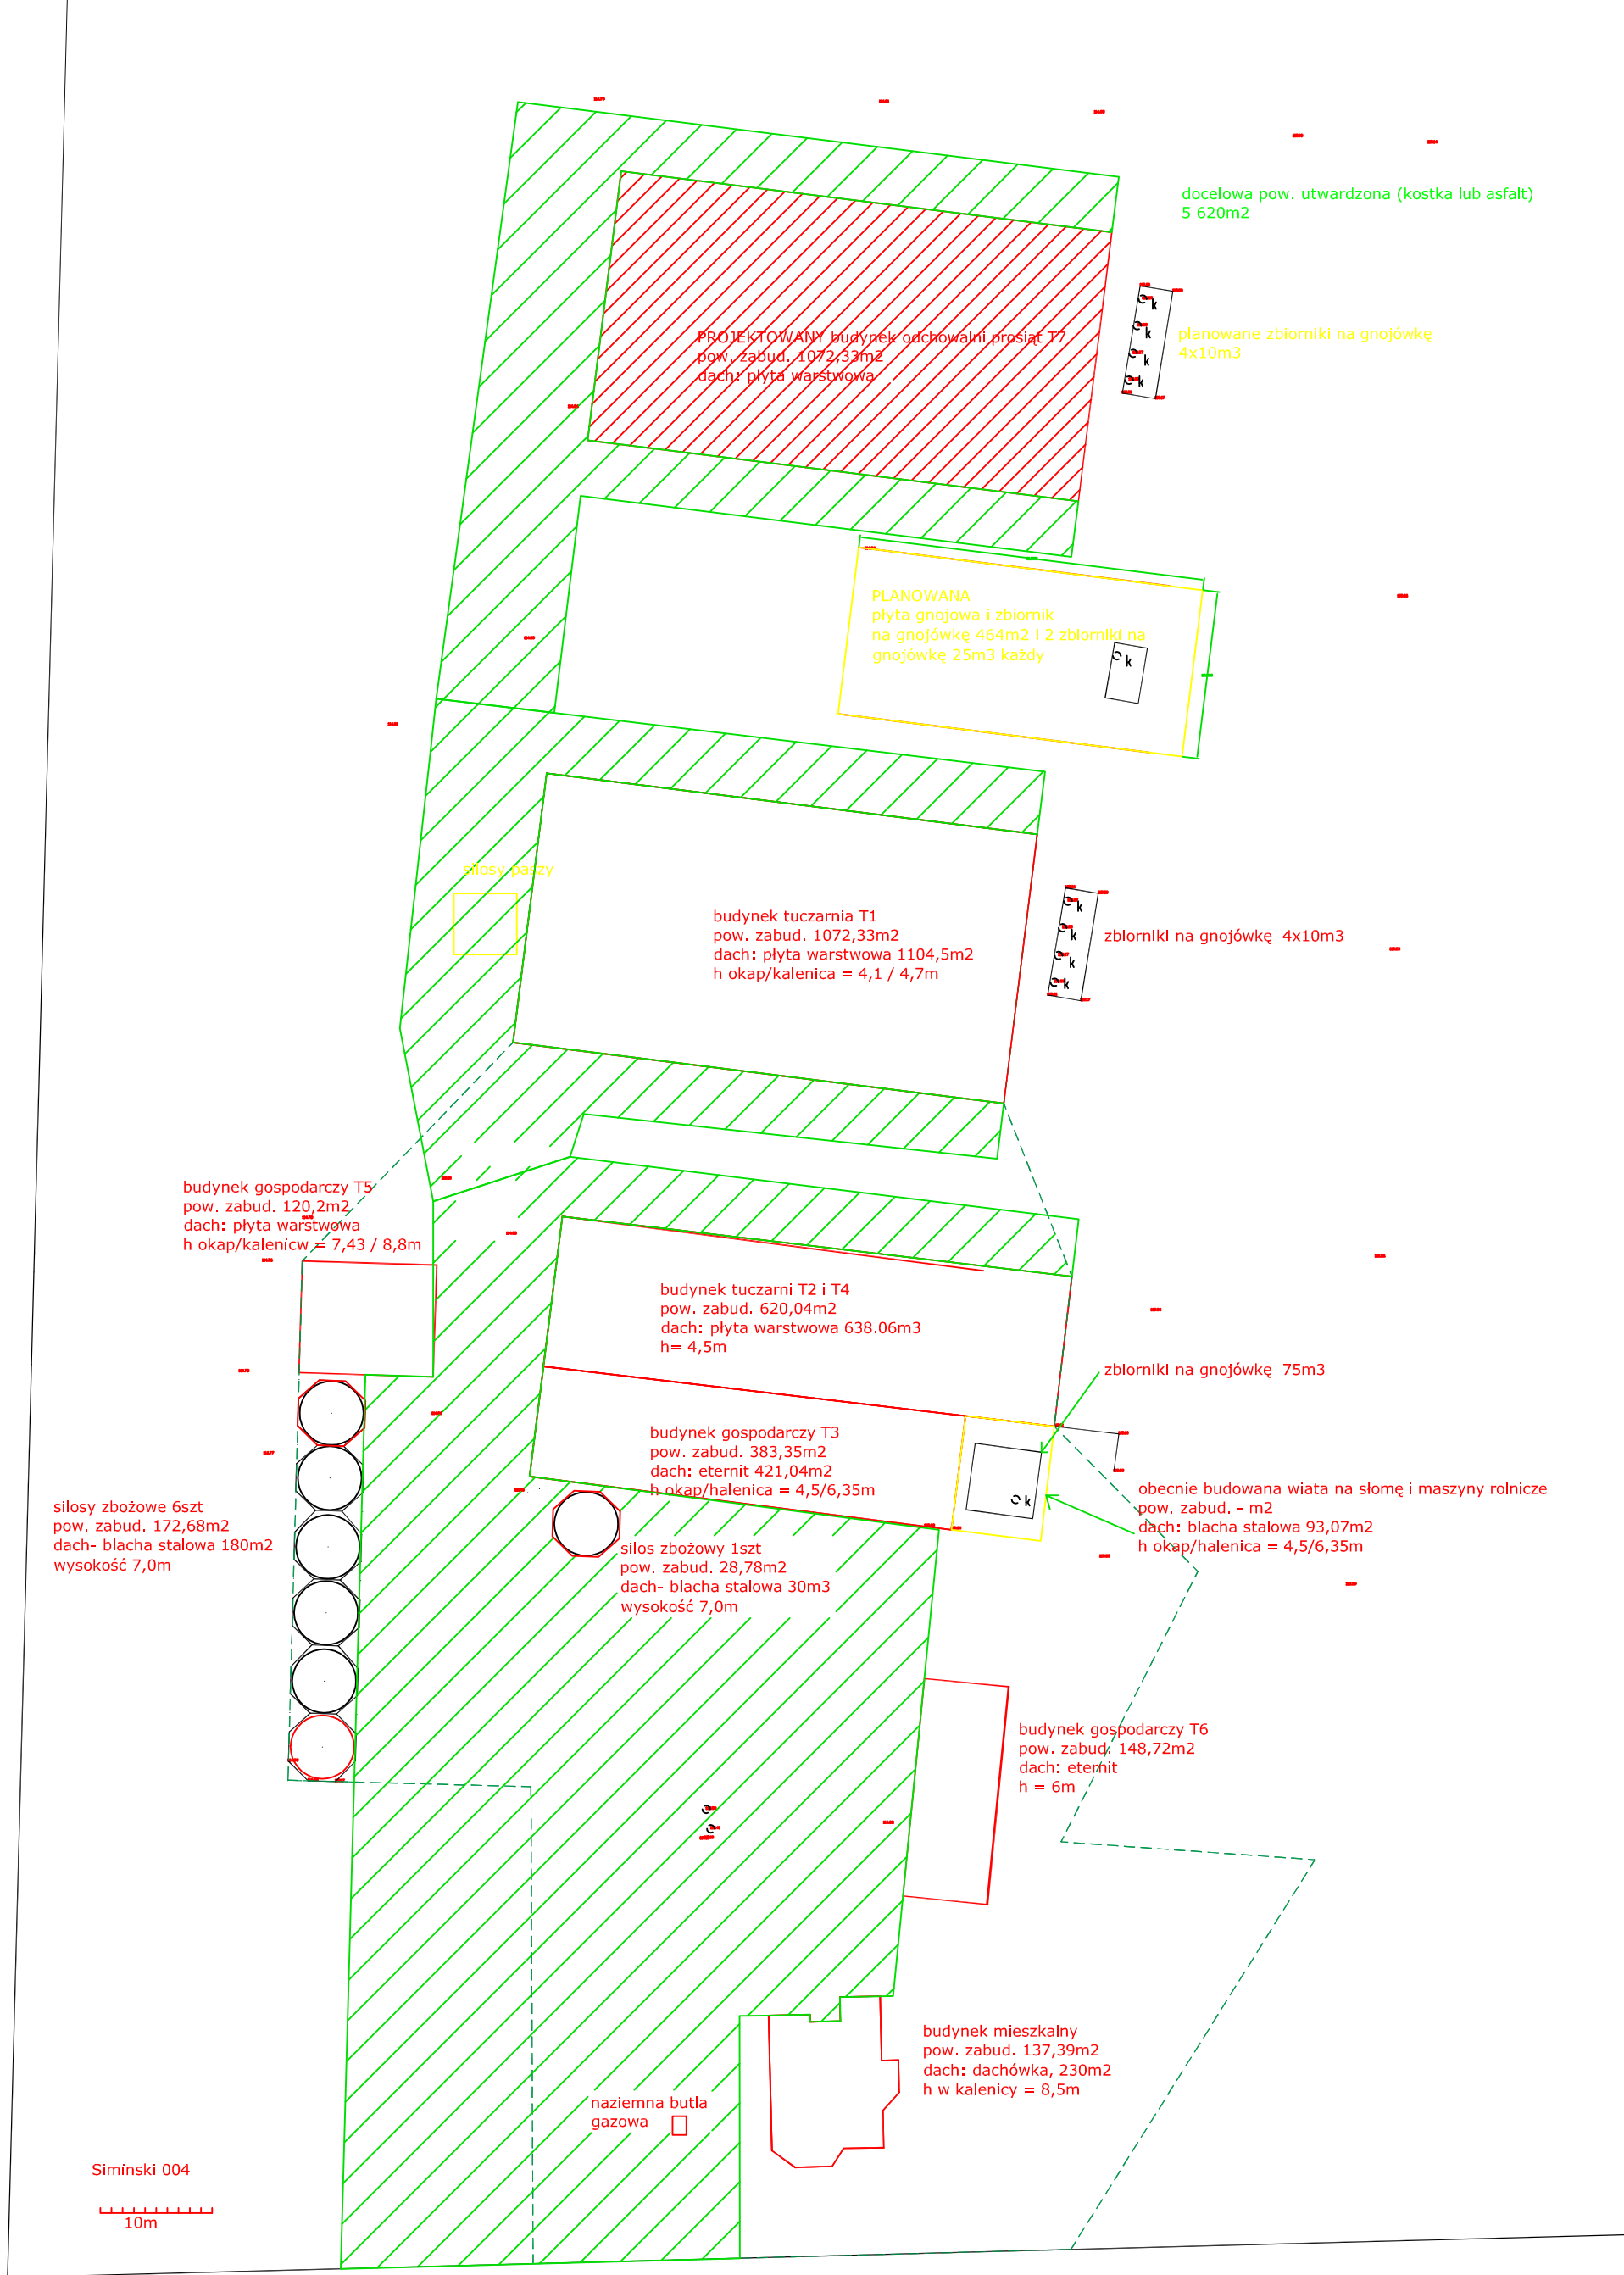 docelowa pow. utwardzona (kostka lub asfalt)
5 620m2
PROJEKTOWANY budynek odchowalni prosiąt T7
pow. zabud. 1072,33m2
dach: płyta warstwowa
k
k
k
k
planowane zbiorniki na gnojówkę
4x10m3
PLANOWANA
płyta gnojowa i zbiornik
na gnojówkę 464m2 i 2 zbiorniki na
gnojówkę 25m3 każdy
k
silosy paszy
budynek tuczarnia T1
pow. zabud. 1072,33m2
dach: płyta warstwowa 1104,5m2
h okap/kalenica = 4,1 / 4,7m
k
k
k
k
zbiorniki na gnojówkę 4x10m3
budynek gospodarczy T5
pow. zabud. 120,2m2
dach: płyta warstwowa
h okap/kalenicw = 7,43 / 8,8m
budynek tuczarni T2 i T4
pow. zabud. 620,04m2
dach: płyta warstwowa 638.06m3
h= 4,5m
zbiorniki na gnojówkę 75m3
budynek gospodarczy T3
pow. zabud. 383,35m2
dach: eternit 421,04m2
h okap/halenica = 4,5/6,35m
k
obecnie budowana wiata na słomę i maszyny rolnicze
pow. zabud. - m2
dach: blacha stalowa 93,07m2
h okap/halenica = 4,5/6,35m
silosy zbożowe 6szt
pow. zabud. 172,68m2
dach- blacha stalowa 180m2
wysokość 7,0m
silos zbożowy 1szt
pow. zabud. 28,78m2
dach- blacha stalowa 30m3
wysokość 7,0m
budynek gospodarczy T6
pow. zabud. 148,72m2
dach: eternit
h = 6m
budynek mieszkalny
pow. zabud. 137,39m2
dach: dachówka, 230m2
h w kalenicy = 8,5m
naziemna butla
gazowa
Simínski 004
10m